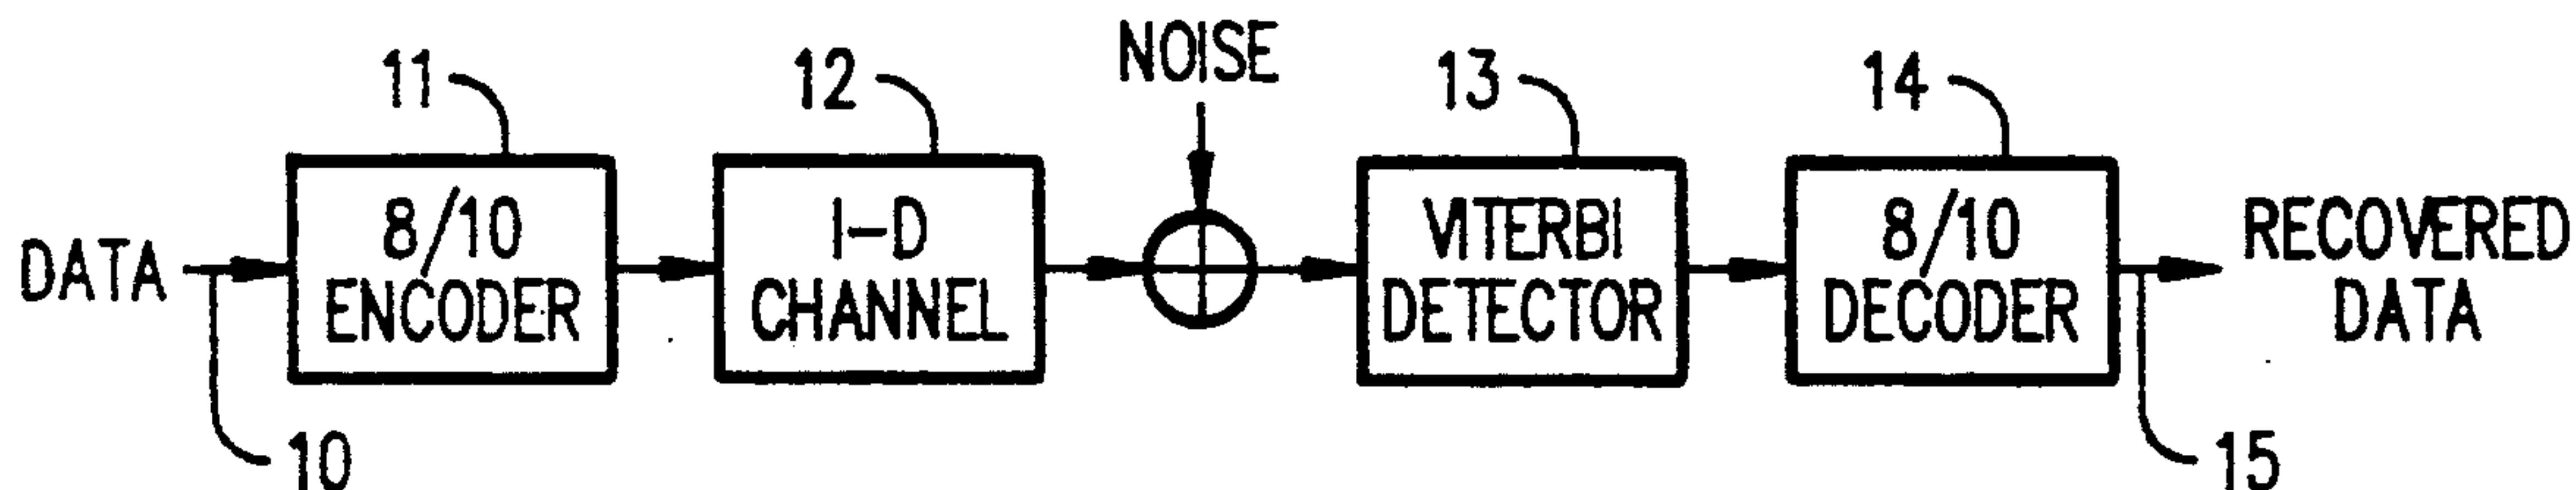 11
12
NOISE
13
14
DATA
8/10
ENCODER
I-D
CHANNEL
VITERBI
DETECTOR
8/10
DECODER
RECOVERED
DATA
10
15